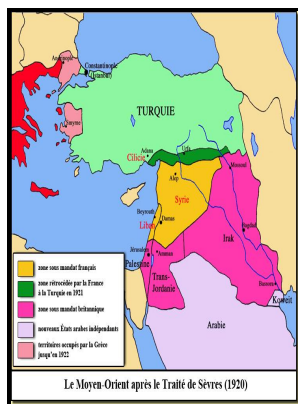 Andrinople
Constantinople
(Istanbul)
TURQUIE
Smyrne
Adana
Cilicie
Urfa
Mossoul
Alep
Syrie
Beyrouth
Liban
Damas
Irak
Bagdad
Jérusalem
Palestine
Amman
Trans-
Jordanie
Bassora
Koweit
Arabie
zone sous mandat français
zone rétrocédée par la France
à la Turquie en 1921
zone sous mandat britannique
nouveaux États arabes indépendants
territoires occupés par la Grèce
jusqu'en 1922
Le Moyen-Orient après le Traité de Sèvres (1920)